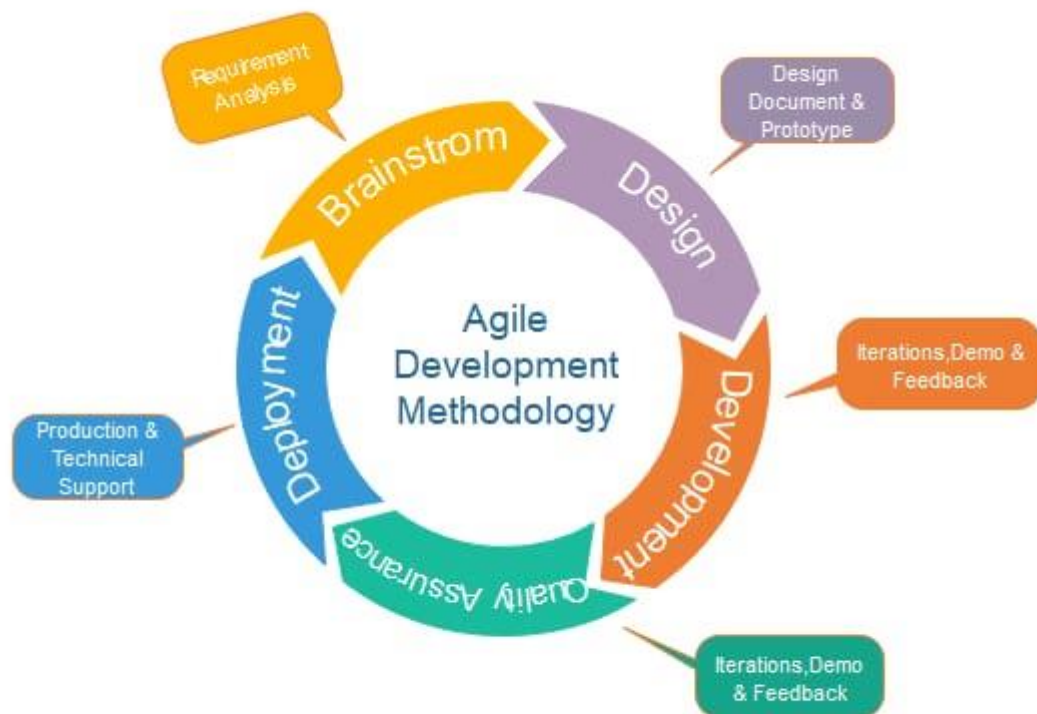 Requirement
Analysis
Brainstrom
Design
Document &
Prototype
Design
Agile
Development
Methodology
Iterations,Demo &
Feedback
Development
Iterations,Demo
& Feedback
Quality Assurance
Production &
Technical
Support
Deployment